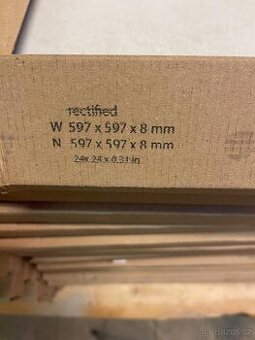 rectified
W 597 x 597 x 8 mm
N 597 x 597 x 8 mm
24x 24 x 0.31 in